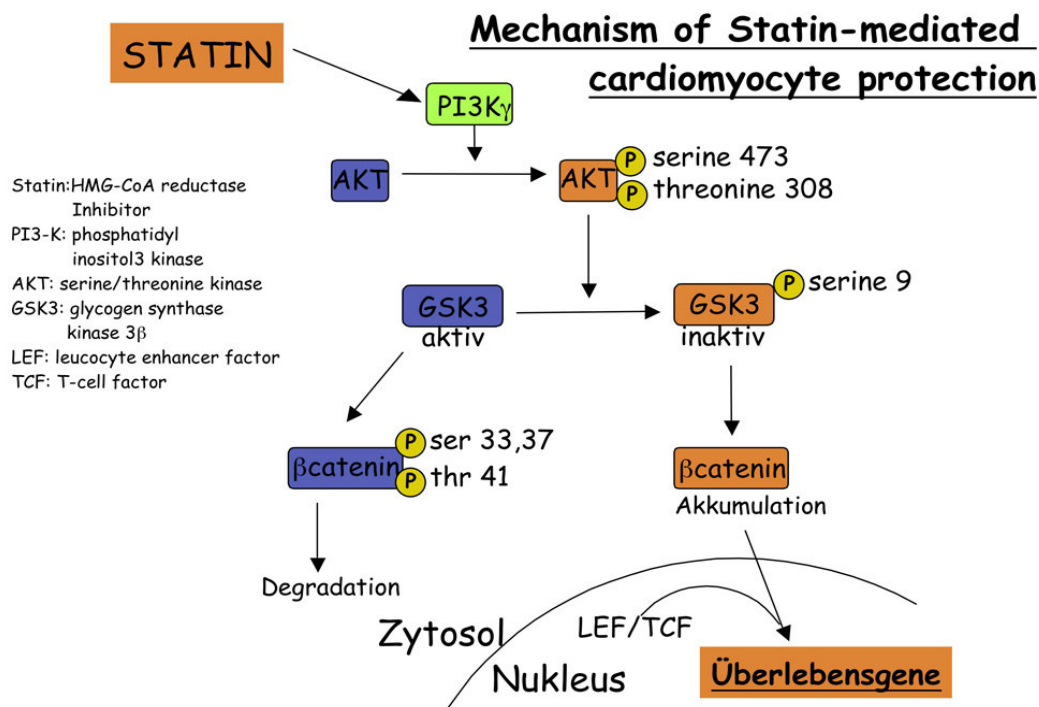 Mechanism of Statin-mediated
cardiomyocyte protection
STATIN
PI3Kγ
AKT
AKT
P
serine 473
P
threonine 308
Statin:HMG-CoA reductase
Inhibitor
PI3-K: phosphatidyl
inositol3 kinase
AKT: serine/threonine kinase
GSK3: glycogen synthase
kinase 3β
LEF: leucocyte enhancer factor
TCF: T-cell factor
GSK3
aktiv
GSK3
inaktiv
P
serine 9
βcatenin
P
ser 33,37
P
thr 41
βcatenin
Akkumulation
Degradation
Zytosol
LEF/TCF
Nukleus
Überlebensgene